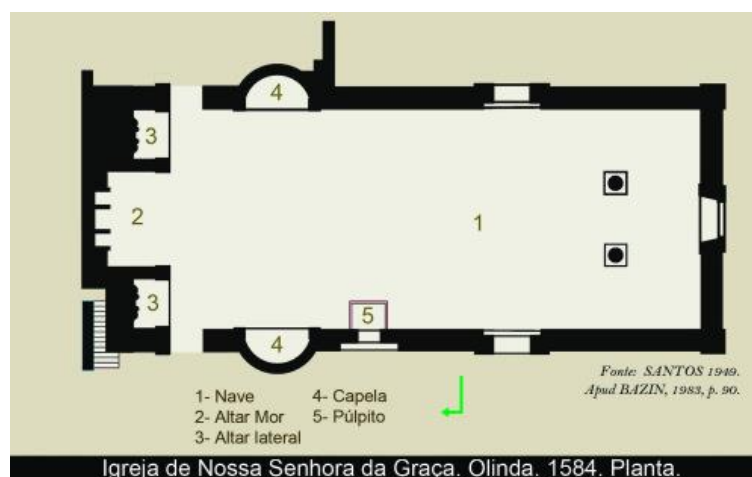 4
3
2
1
3
4
5
Fonte: SANTOS 1949.
Apud BAZIN, 1983, p. 90.
1- Nave
2- Altar Mor
3- Altar lateral
4- Capela
5- Púlpito
Igreja de Nossa Senhora da Graça. Olinda. 1584. Planta.